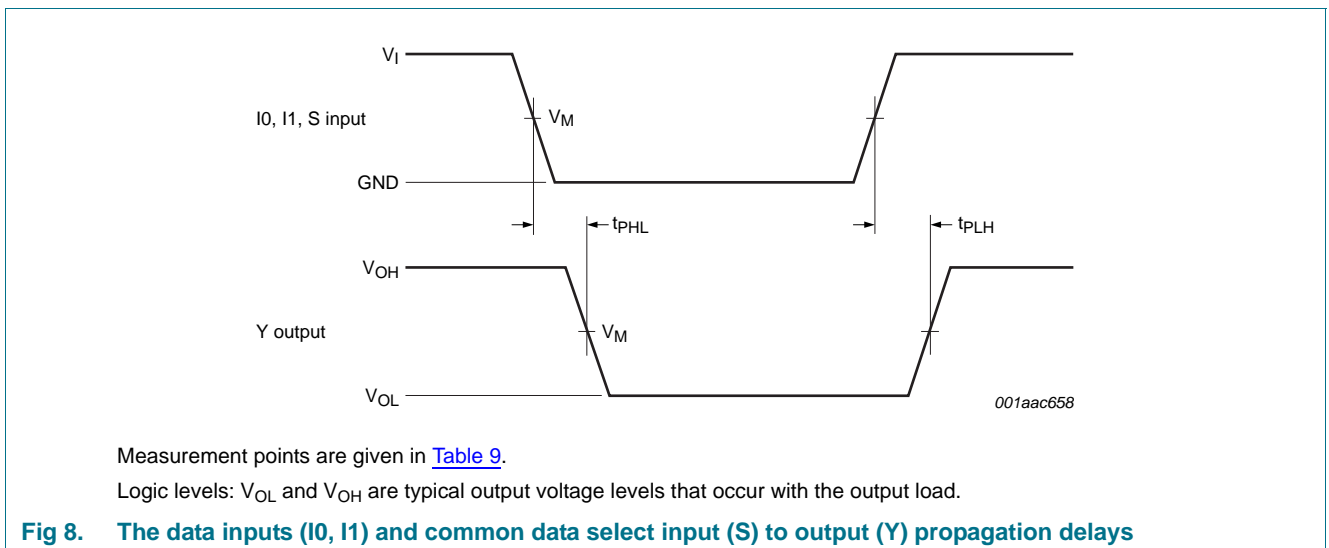 VI
I0, I1, S input
VM
GND
tPHL
tPLH
VOH
Y output
VM
VOL
001aac658
Measurement points are given in Table 9.
Logic levels: VOL and VOH are typical output voltage levels that occur with the output load.
Fig 8. The data inputs (I0, I1) and common data select input (S) to output (Y) propagation delays